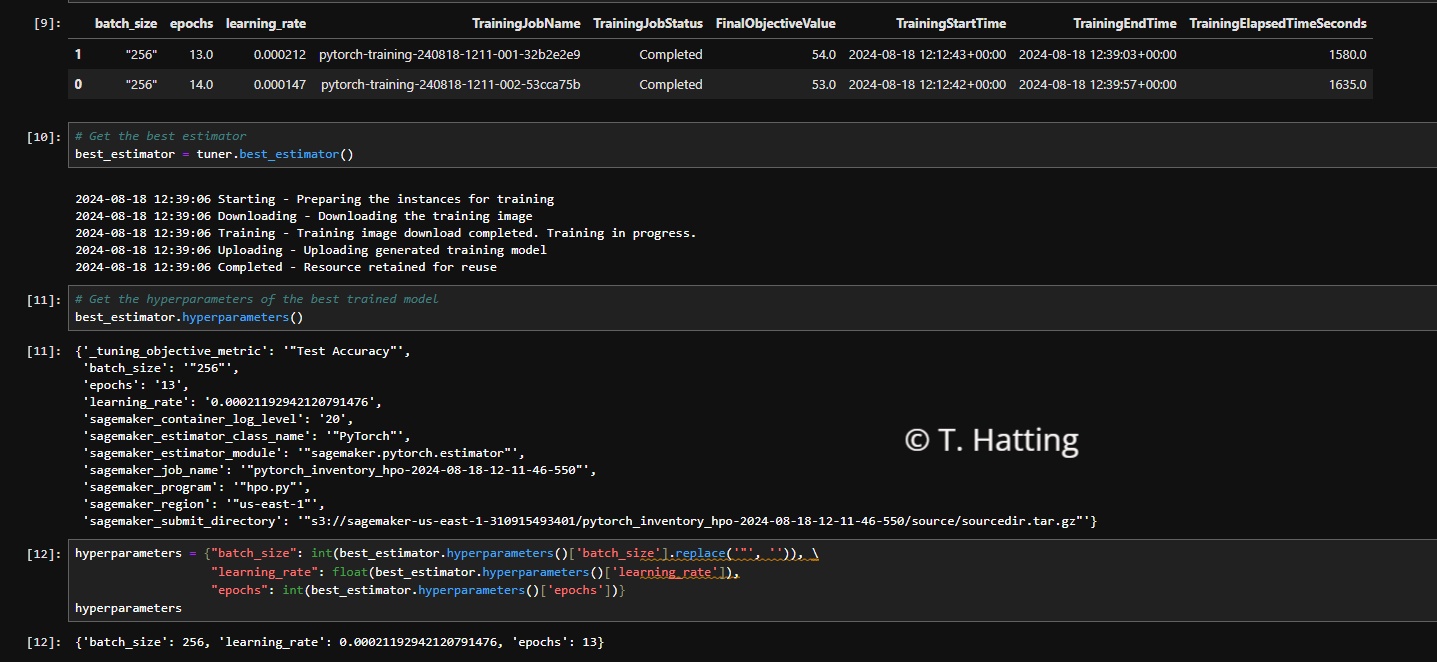 [9]: batch_size epochs learning_rate TrainingJobName TrainingJobStatus FinalObjectiveValue TrainingStartTime TrainingEndTime TrainingElapsedTimeSeconds
1 "256" 13.0 0.000212 pytorch-training-240818-1211-001-32b2e2e9 Completed 54.0 2024-08-18 12:12:43+00:00 2024-08-18 12:39:03+00:00 1580.0
0 "256" 14.0 0.000147 pytorch-training-240818-1211-002-53cca75b Completed 53.0 2024-08-18 12:12:42+00:00 2024-08-18 12:39:57+00:00 1635.0
[10]: # Get the best estimator
best_estimator = tuner.best_estimator()
2024-08-18 12:39:06 Starting - Preparing the instances for training
2024-08-18 12:39:06 Downloading - Downloading the training image
2024-08-18 12:39:06 Training - Training image download completed. Training in progress.
2024-08-18 12:39:06 Uploading - Uploading generated training model
2024-08-18 12:39:06 Completed - Resource retained for reuse
[11]: # Get the hyperparameters of the best trained model
best_estimator.hyperparameters()
[11]: {'_tuning_objective_metric': '"Test Accuracy"',
'batch_size': '"256"',
'epochs': '13',
'learning_rate': '0.00021192942120791476',
'sagemaker_container_log_level': '20',
'sagemaker_estimator_class_name': '"PyTorch"',
'sagemaker_estimator_module': '"sagemaker.pytorch.estimator"',
'sagemaker_job_name': '"pytorch_inventory_hpo-2024-08-18-12-11-46-550"',
'sagemaker_program': '"hpo.py"',
'sagemaker_region': '"us-east-1"',
'sagemaker_submit_directory': '"s3://sagemaker-us-east-1-310915493401/pytorch_inventory_hpo-2024-08-18-12-11-46-550/source/sourcedir.tar.gz"'}
© T. Hatting
[12]: hyperparameters = {"batch_size": int(best_estimator.hyperparameters()['batch_size'].replace('"', '')), \
"learning_rate": float(best_estimator.hyperparameters()['learning_rate']),
"epochs": int(best_estimator.hyperparameters()['epochs'])}
hyperparameters
[12]: {'batch_size': 256, 'learning_rate': 0.00021192942120791476, 'epochs': 13}